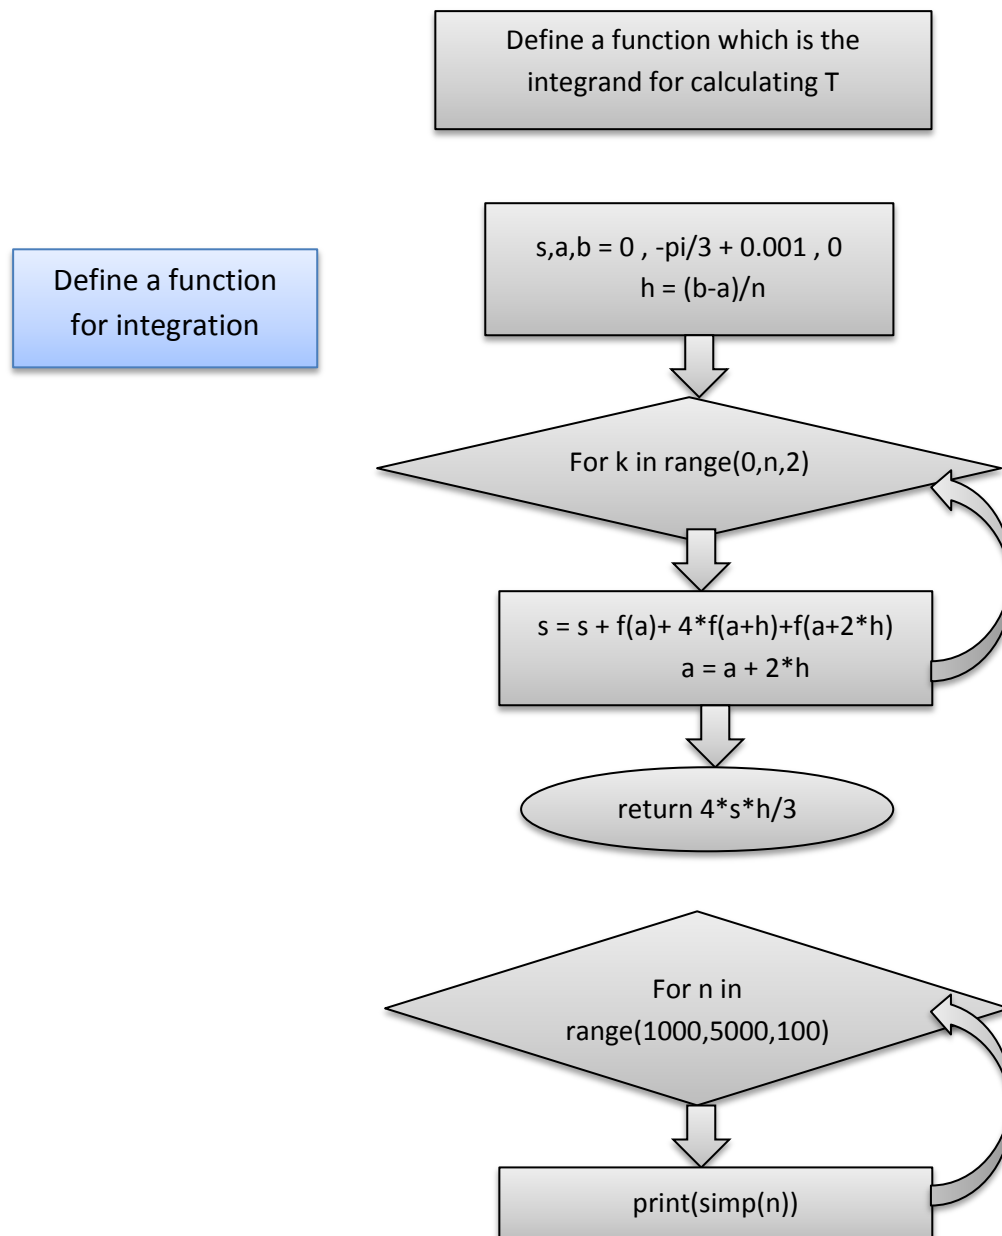 Define a function which is the
integrand for calculating T
s,a,b = 0 , -pi/3 + 0.001 , 0
h = (b-a)/n
Define a function
for integration
For k in range(0,n,2)
s = s + f(a)+ 4*f(a+h)+f(a+2*h)
a = a + 2*h
return 4*s*h/3
For n in
range(1000,5000,100)
print(simp(n))